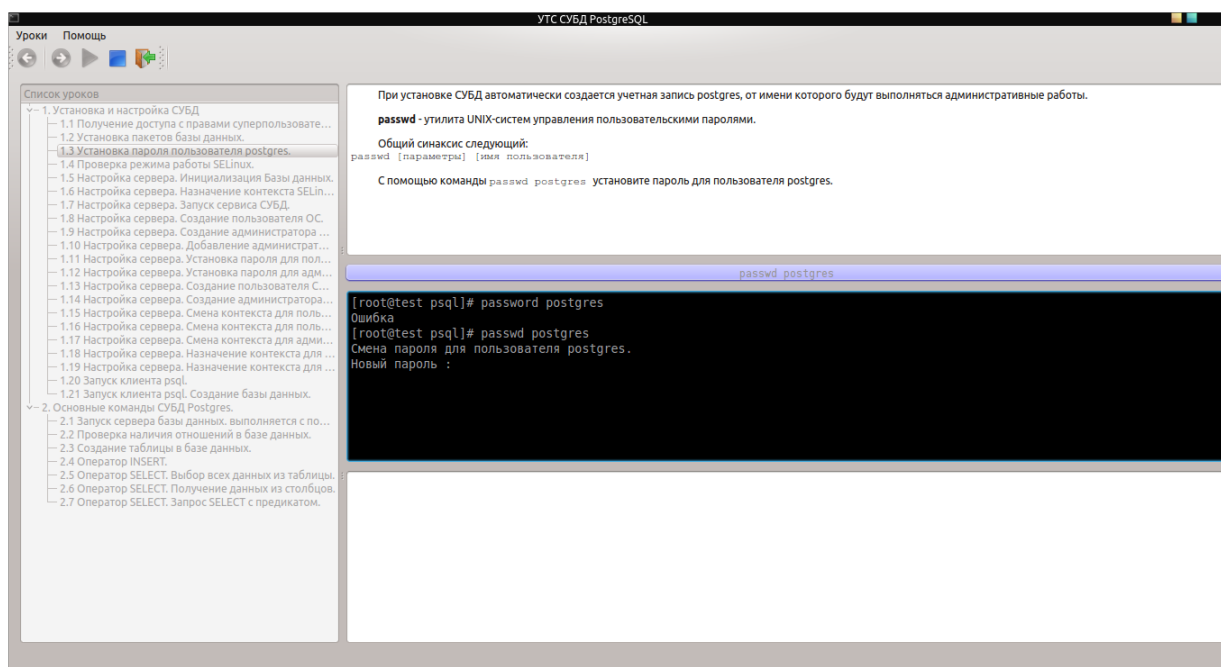 УТС СУБД PostgreSQL
Уроки Помощь
Список уроков
1. Установка и настройка СУБД
1.1 Получение доступа с правами суперпользовате...
1.2 Установка пакетов базы данных.
1.3 Установка пароля пользователя postgres.
1.4 Проверка режима работы SELinux.
1.5 Настройка сервера. Инициализация Базы данных.
1.6 Настройка сервера. Назначение контекста SELin...
1.7 Настройка сервера. Запуск сервиса СУБД.
1.8 Настройка сервера. Создание пользователя ОС.
1.9 Настройка сервера. Создание администратора ...
1.10 Настройка сервера. Добавление администрат...
1.11 Настройка сервера. Установка пароля для пол...
1.12 Настройка сервера. Установка пароля для адм...
1.13 Настройка сервера. Создание пользователя С...
1.14 Настройка сервера. Создание администратора...
1.15 Настройка сервера. Смена контекста для поль...
1.16 Настройка сервера. Смена контекста для поль...
1.17 Настройка сервера. Смена контекста для адми...
1.18 Настройка сервера. Назначение контекста для ...
1.19 Настройка сервера. Назначение контекста для ...
1.20 Запуск клиента psql.
1.21 Запуск клиента psql. Создание базы данных.
2. Основные команды СУБД Postgres.
2.1 Запуск сервера базы данных. выполняется с по...
2.2 Проверка наличия отношений в базе данных.
2.3 Создание таблицы в базе данных.
2.4 Оператор INSERT.
2.5 Оператор SELECT. Выбор всех данных из таблицы.
2.6 Оператор SELECT. Получение данных из столбцов.
2.7 Оператор SELECT. Запрос SELECT с предикатом.
При установке СУБД автоматически создается учетная запись postgres, от имени которого будут выполняться административные работы.
passwd - утилита UNIX-систем управления пользовательскими паролями.
Общий синаксис следующий:
passwd [параметры] [имя пользователя]
С помощью команды passwd postgres установите пароль для пользователя postgres.
passwd postgres
[root@test psql]# password postgres
Ошибка
[root@test psql]# passwd postgres
Смена пароля для пользователя postgres.
Новый пароль :